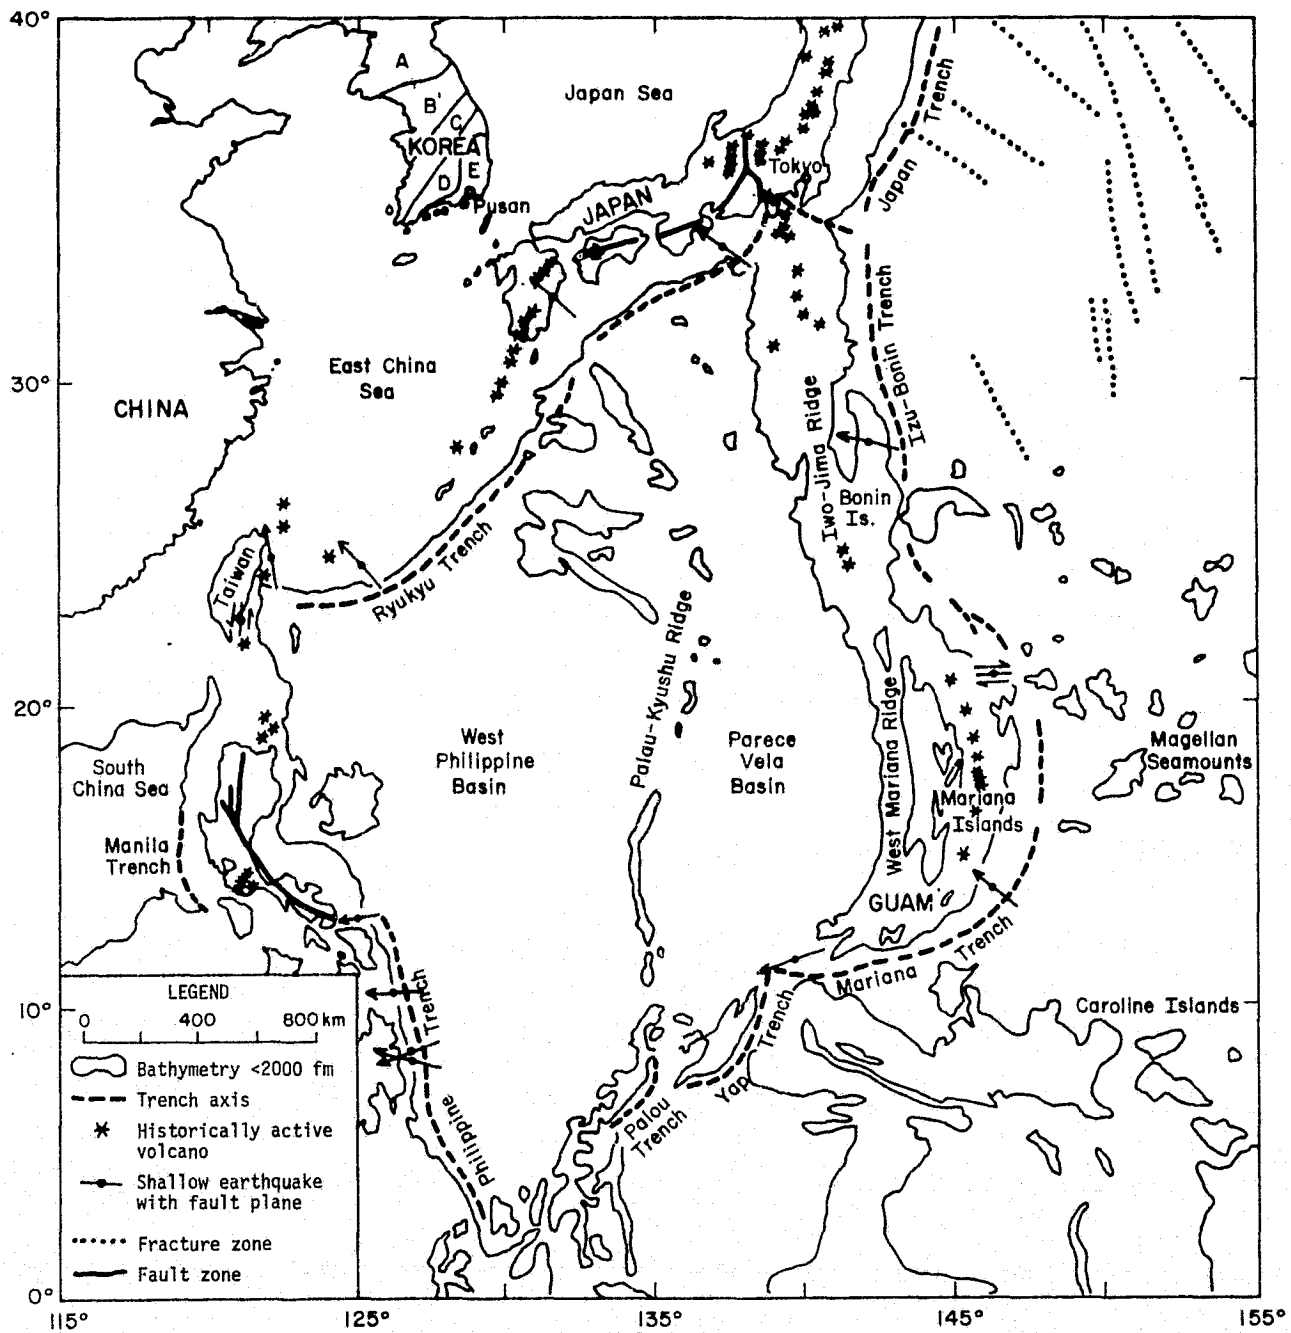 40°
30°
20°
10°
0°
115°
125°
135°
145°
155°
A
B'
C
KOREA
D
E
Pusan
Japan Sea
Tokyo
JAPAN
Japan
Trench
CHINA
East China
Sea
Izu-Bonin Trench
Iwo-Jima Ridge
Bonin
Is.
Taiwan
Ryukyu Trench
Palau-Kyushu Ridge
West Mariana Ridge
South
China Sea
West
Philippine
Basin
Parece
Vela
Basin
Magellan
Seamounts
Mariana
Islands
Manila
Trench
GUAM
Mariana Trench
Caroline Islands
Philippine Trench
Yap Trench
Palou
Trench
LEGEND
0 400 800 km
Bathymetry <2000 fm
Trench axis
Historically active
volcano
Shallow earthquake
with fault plane
Fracture zone
Fault zone